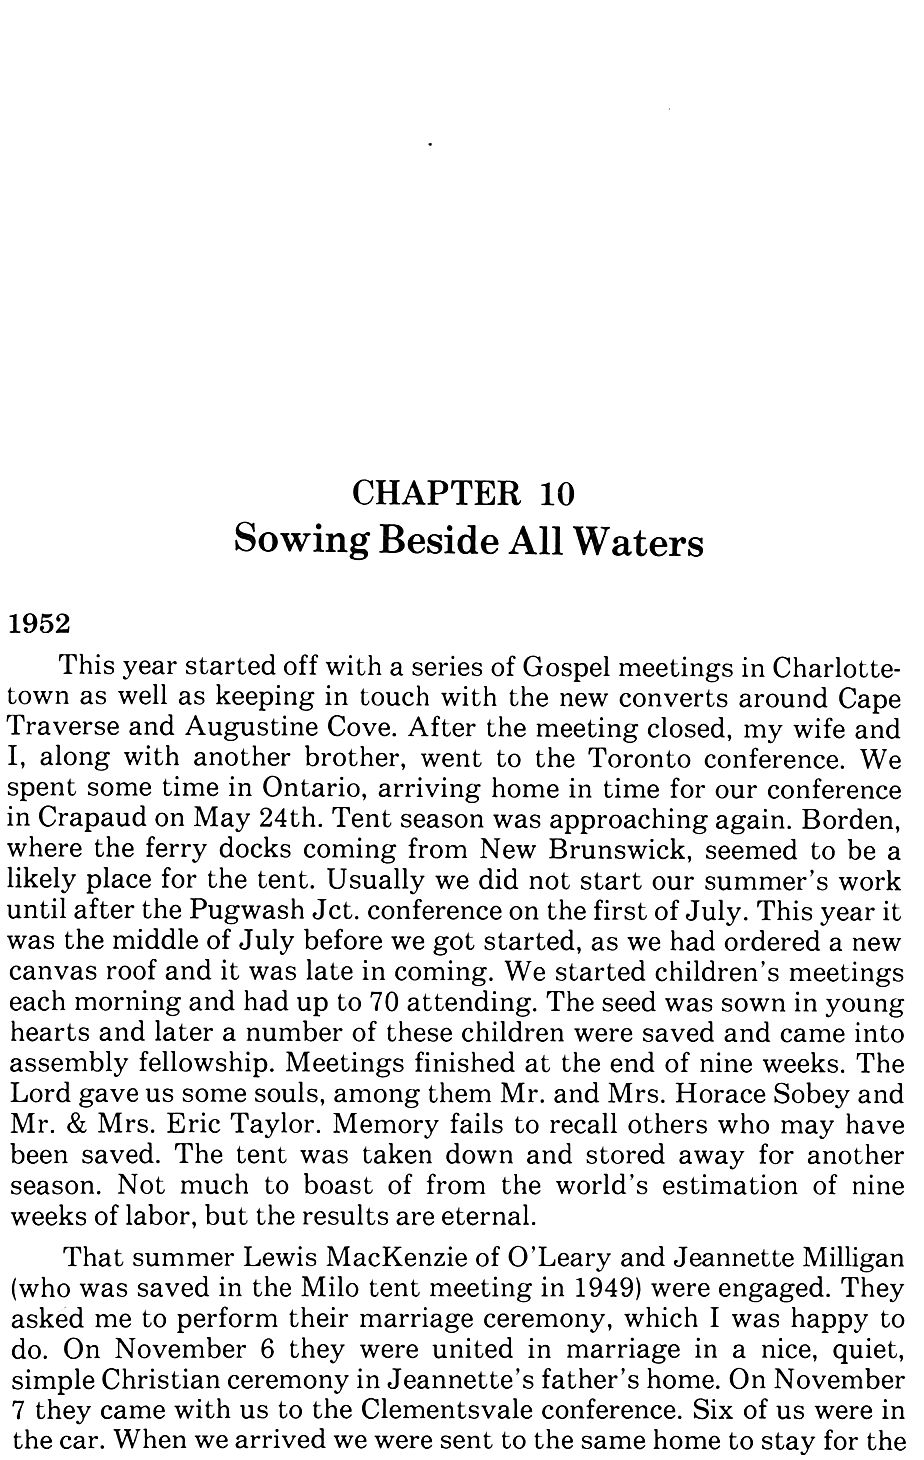 CHAPTER 10
Sowing Beside All Waters
1952
This year started off with a series of Gospel meetings in Charlotte-
town as well as keeping in touch with the new converts around Cape
Traverse and Augustine Cove. After the meeting closed, my wife and
I, along with another brother, went to the Toronto conference. We
spent some time in Ontario, arriving home in time for our conference
in Crapaud on May 24th. Tent season was approaching again. Borden,
where the ferry docks coming from New Brunswick, seemed to be a
likely place for the tent. Usually we did not start our summer's work
until after the Pugwash Jct. conference on the first of July. This year it
was the middle of July before we got started, as we had ordered a new
canvas roof and it was late in coming. We started children's meetings
each morning and had up to 70 attending. The seed was sown in young
hearts and later a number of these children were saved and came into
assembly fellowship. Meetings finished at the end of nine weeks. The
Lord gave us some souls, among them Mr. and Mrs. Horace Sobey and
Mr. & Mrs. Eric Taylor. Memory fails to recall others who may have
been saved. The tent was taken down and stored away for another
season. Not much to boast of from the world's estimation of nine
weeks of labor, but the results are eternal.
That summer Lewis MacKenzie of O'Leary and Jeannette Milligan
(who was saved in the Milo tent meeting in 1949) were engaged. They
asked me to perform their marriage ceremony, which I was happy to
do. On November 6 they were united in marriage in a nice, quiet,
simple Christian ceremony in Jeannette's father's home. On November
7 they came with us to the Clementsvale conference. Six of us were in
the car. When we arrived we were sent to the same home to stay for the